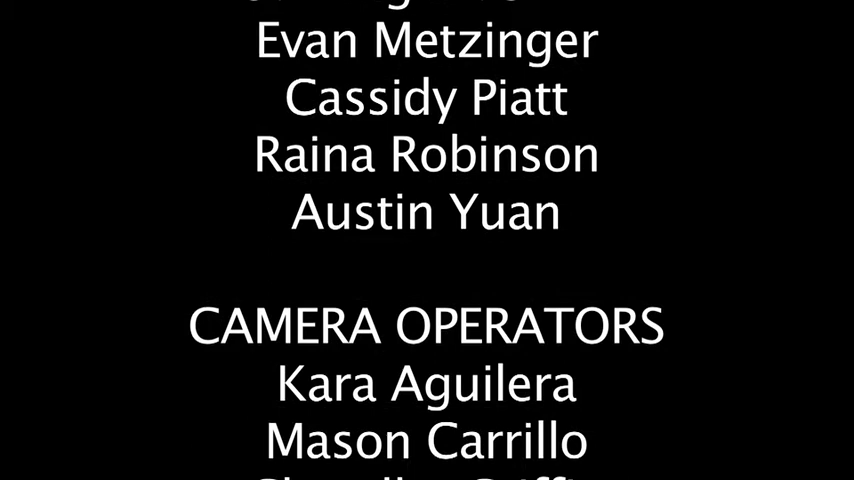 Evan Metzinger
Cassidy Piatt
Raina Robinson
Austin Yuan
CAMERA OPERATORS
Kara Aguilera
Mason Carrillo